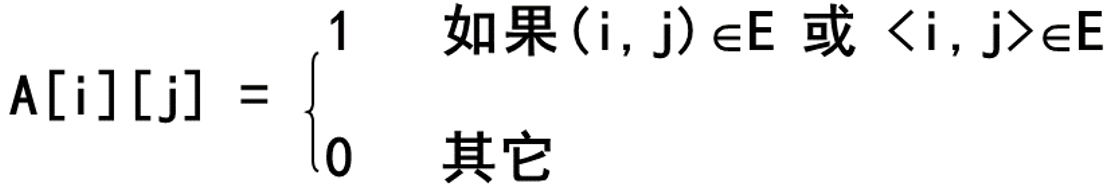 1 如果(i,j)∈E 或 <i,j>∈E
A[i][j] = {
0 其它